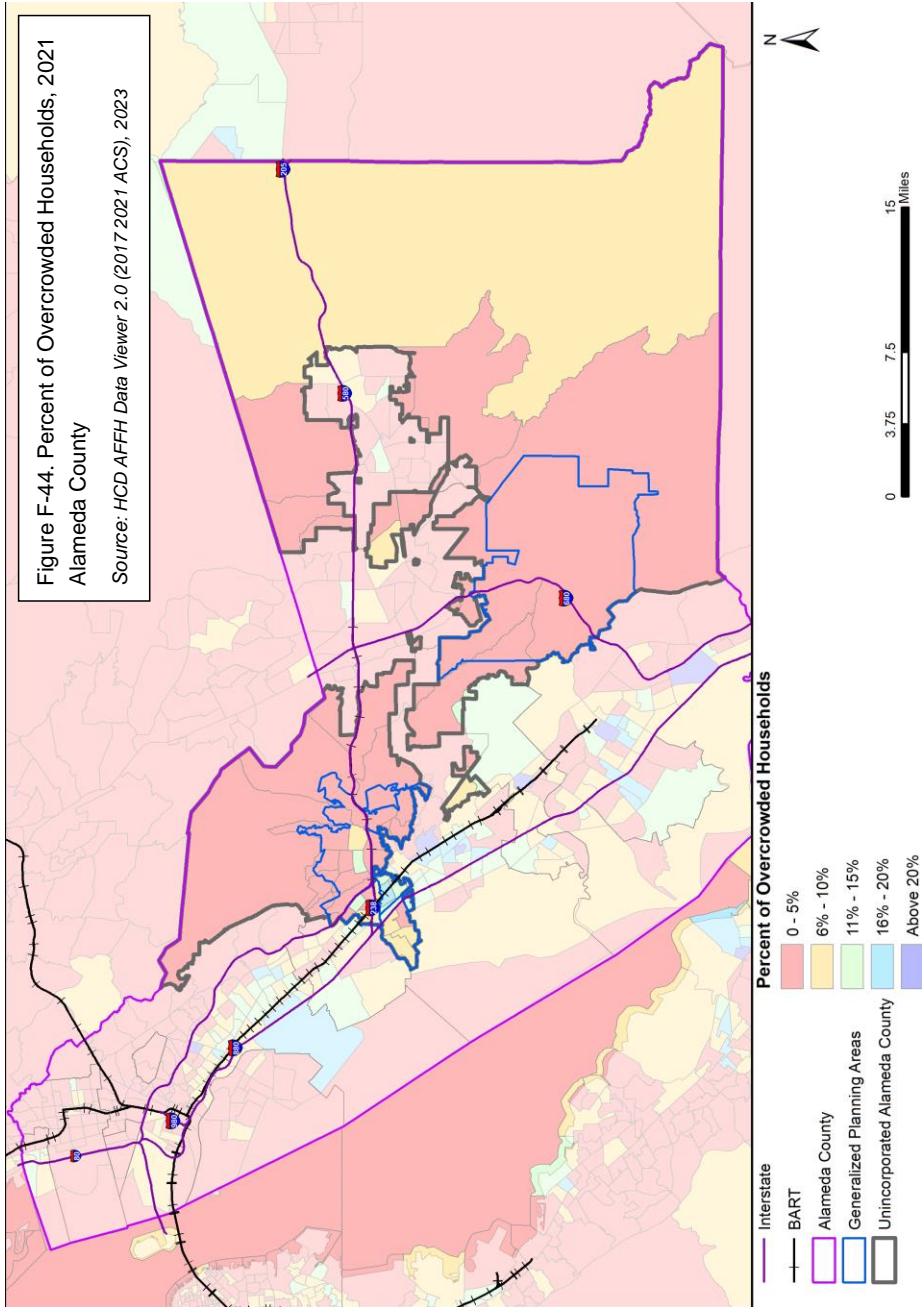 Figure F-44. Percent of Overcrowded Households, 2021
Alameda County
Source: HCD AFFH Data Viewer 2.0 (2017 2021 ACS), 2023
80
880
880
238
580
680
205
N
Interstate
BART
Alameda County
Generalized Planning Areas
Unincorporated Alameda County
Percent of Overcrowded Households
0 - 5%
6% - 10%
11% - 15%
16% - 20%
Above 20%
0 3.75 7.5 15
Miles